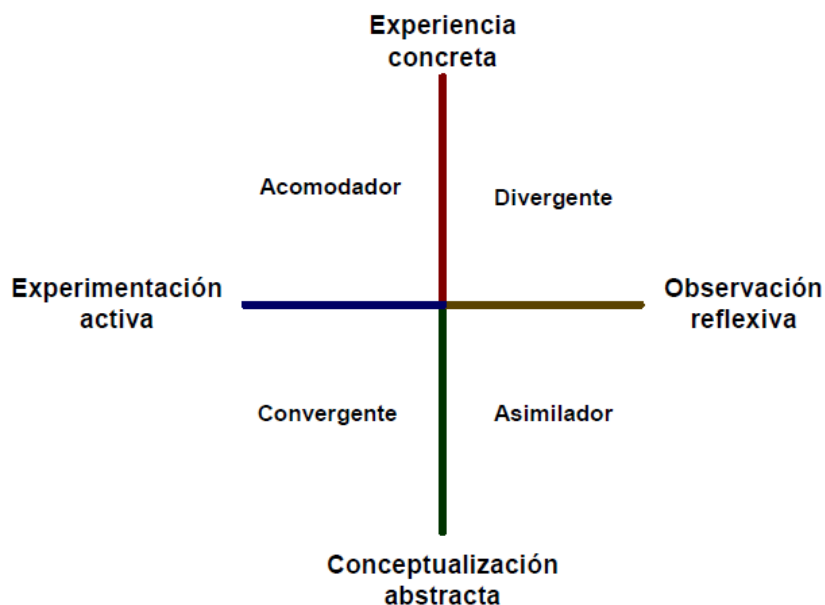 Experiencia
concreta
Acomodador
Divergente
Experimentación
activa
Observación
reflexiva
Convergente
Asimilador
Conceptualización
abstracta